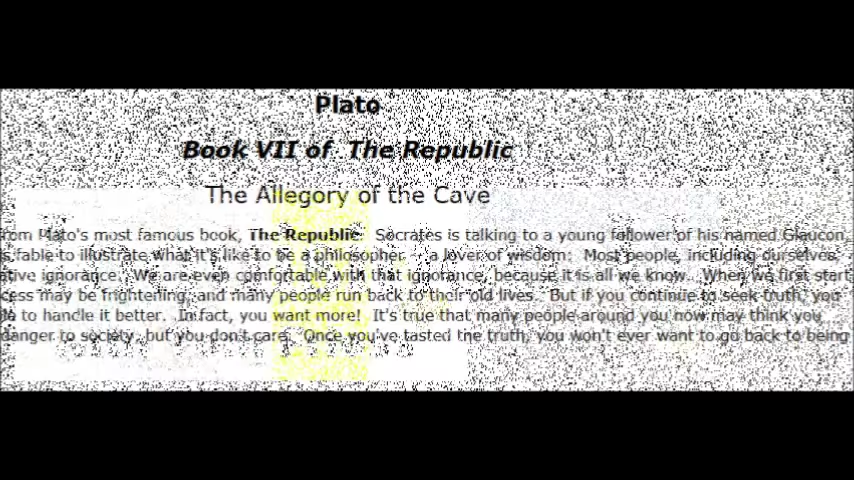 Plato
Book VII of The Republic
The Allegory of the Cave
rom Plato's most famous book, The Republic. Socrates is talking to a young follower of his named Glaucon,
s fable to illustrate what it's like to be a philosopher -- a lover of wisdom: Most people, including ourselves
tive ignorance. We are even comfortable with that ignorance, because it is all we know. When we first start
cess may be frightening, and many people run back to their old lives. But if you continue to seek truth, you
le to handle it better. In fact, you want more! It's true that many people around you now may think you
danger to society, but you don't care. Once you've tasted the truth, you won't ever want to go back to being